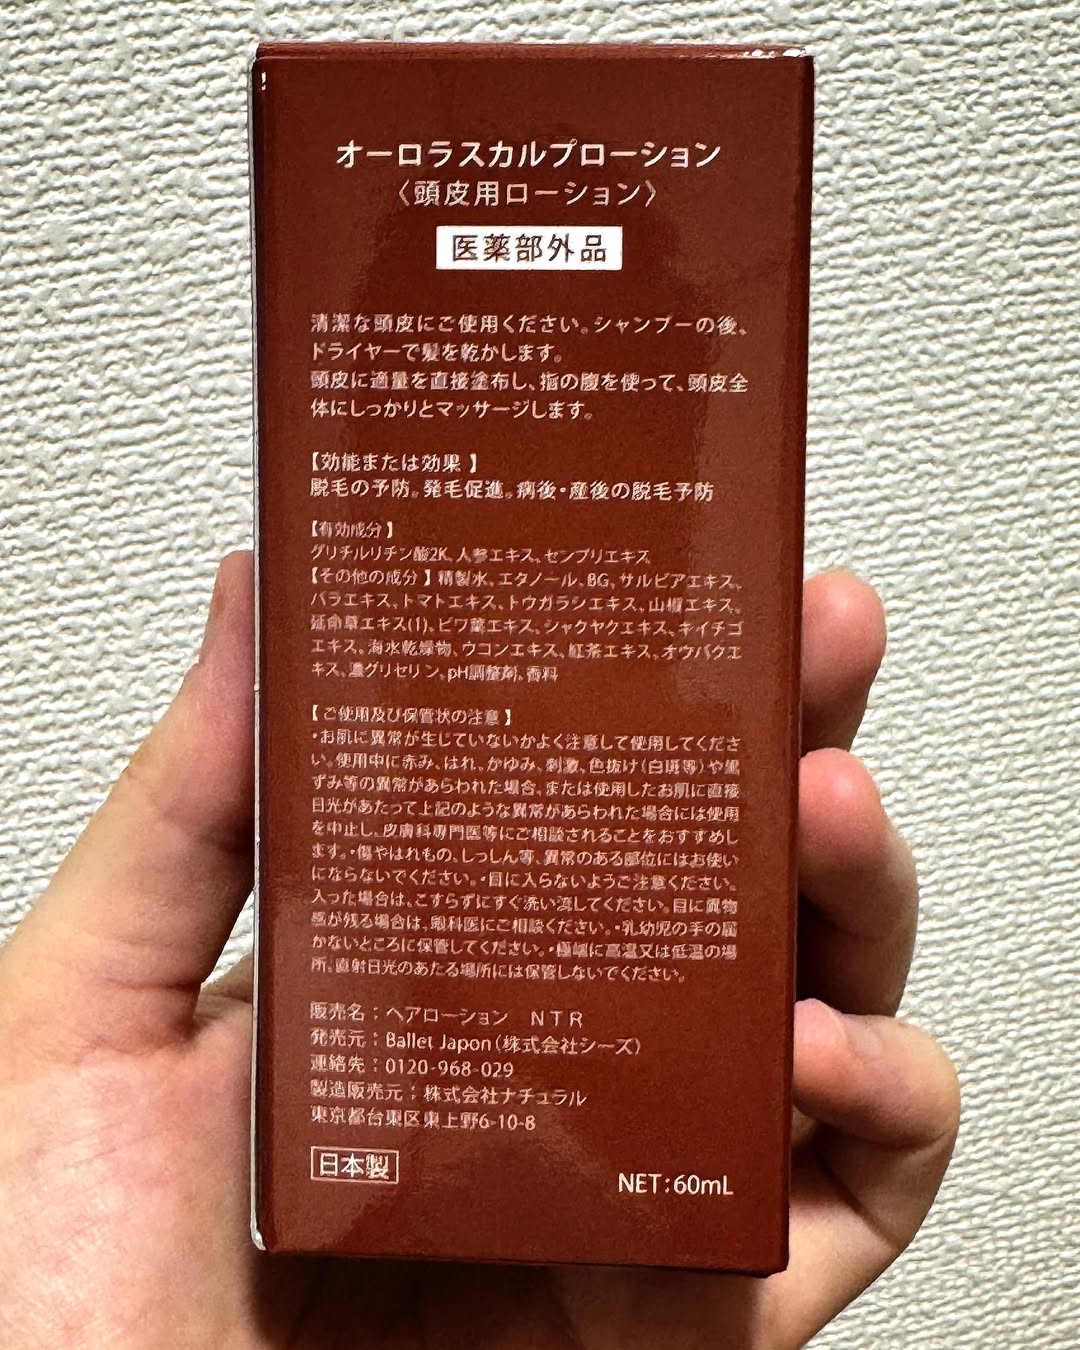 オーロラスカルプローション
〈頭皮用ローション〉
医薬部外品
清潔な頭皮にご使用ください。シャンプーの後、
ドライヤーで髪を乾かします。
頭皮に適量を直接塗布し、指の腹を使って、頭皮全
体にしっかりとマッサージします。
【効能または効果】
脱毛の予防。発毛促進。病後・産後の脱毛予防
【有効成分】
グリチルリチン酸2K、人参エキス、センブリエキス
【その他の成分】精製水、エタノール、BG、サルビアエキス、
バラエキス、トマトエキス、トウガラシエキス、山椒エキス、
延命草エキス(1)、ビワ葉エキス、シャクヤクエキス、キイチゴ
エキス、海水乾燥物、ウコンエキス、紅茶エキス、オウバクエ
キス、濃グリセリン、pH調整剤、香料
【ご使用及び保管状の注意】
・お肌に異常が生じていないかよく注意して使用してくださ
い。使用中に赤み、はれ、かゆみ、刺激、色抜け(白斑等)や黒
ずみ等の異常があらわれた場合、または使用したお肌に直接
日光があたって上記のような異常があらわれた場合には使用
を中止し、皮膚科専門医等にご相談されることをおすすめし
ます。・傷やはれもの、しっしん等、異常のある部位にはお使い
にならないでください。・目に入らないようご注意ください。
入った場合は、こすらずにすぐ洗い流してください。目に異物
感が残る場合は、眼科医にご相談ください。・乳幼児の手の届
かないところに保管してください。・極端に高温又は低温の場
所、直射日光のあたる場所には保管しないでください。
販売名：ヘアローション　ＮＴＲ
発売元：Ballet Japon(株式会社シーズ)
連絡先：0120-968-029
製造販売元：株式会社ナチュラル
東京都台東区東上野6-10-8
日本製
NET:60mL